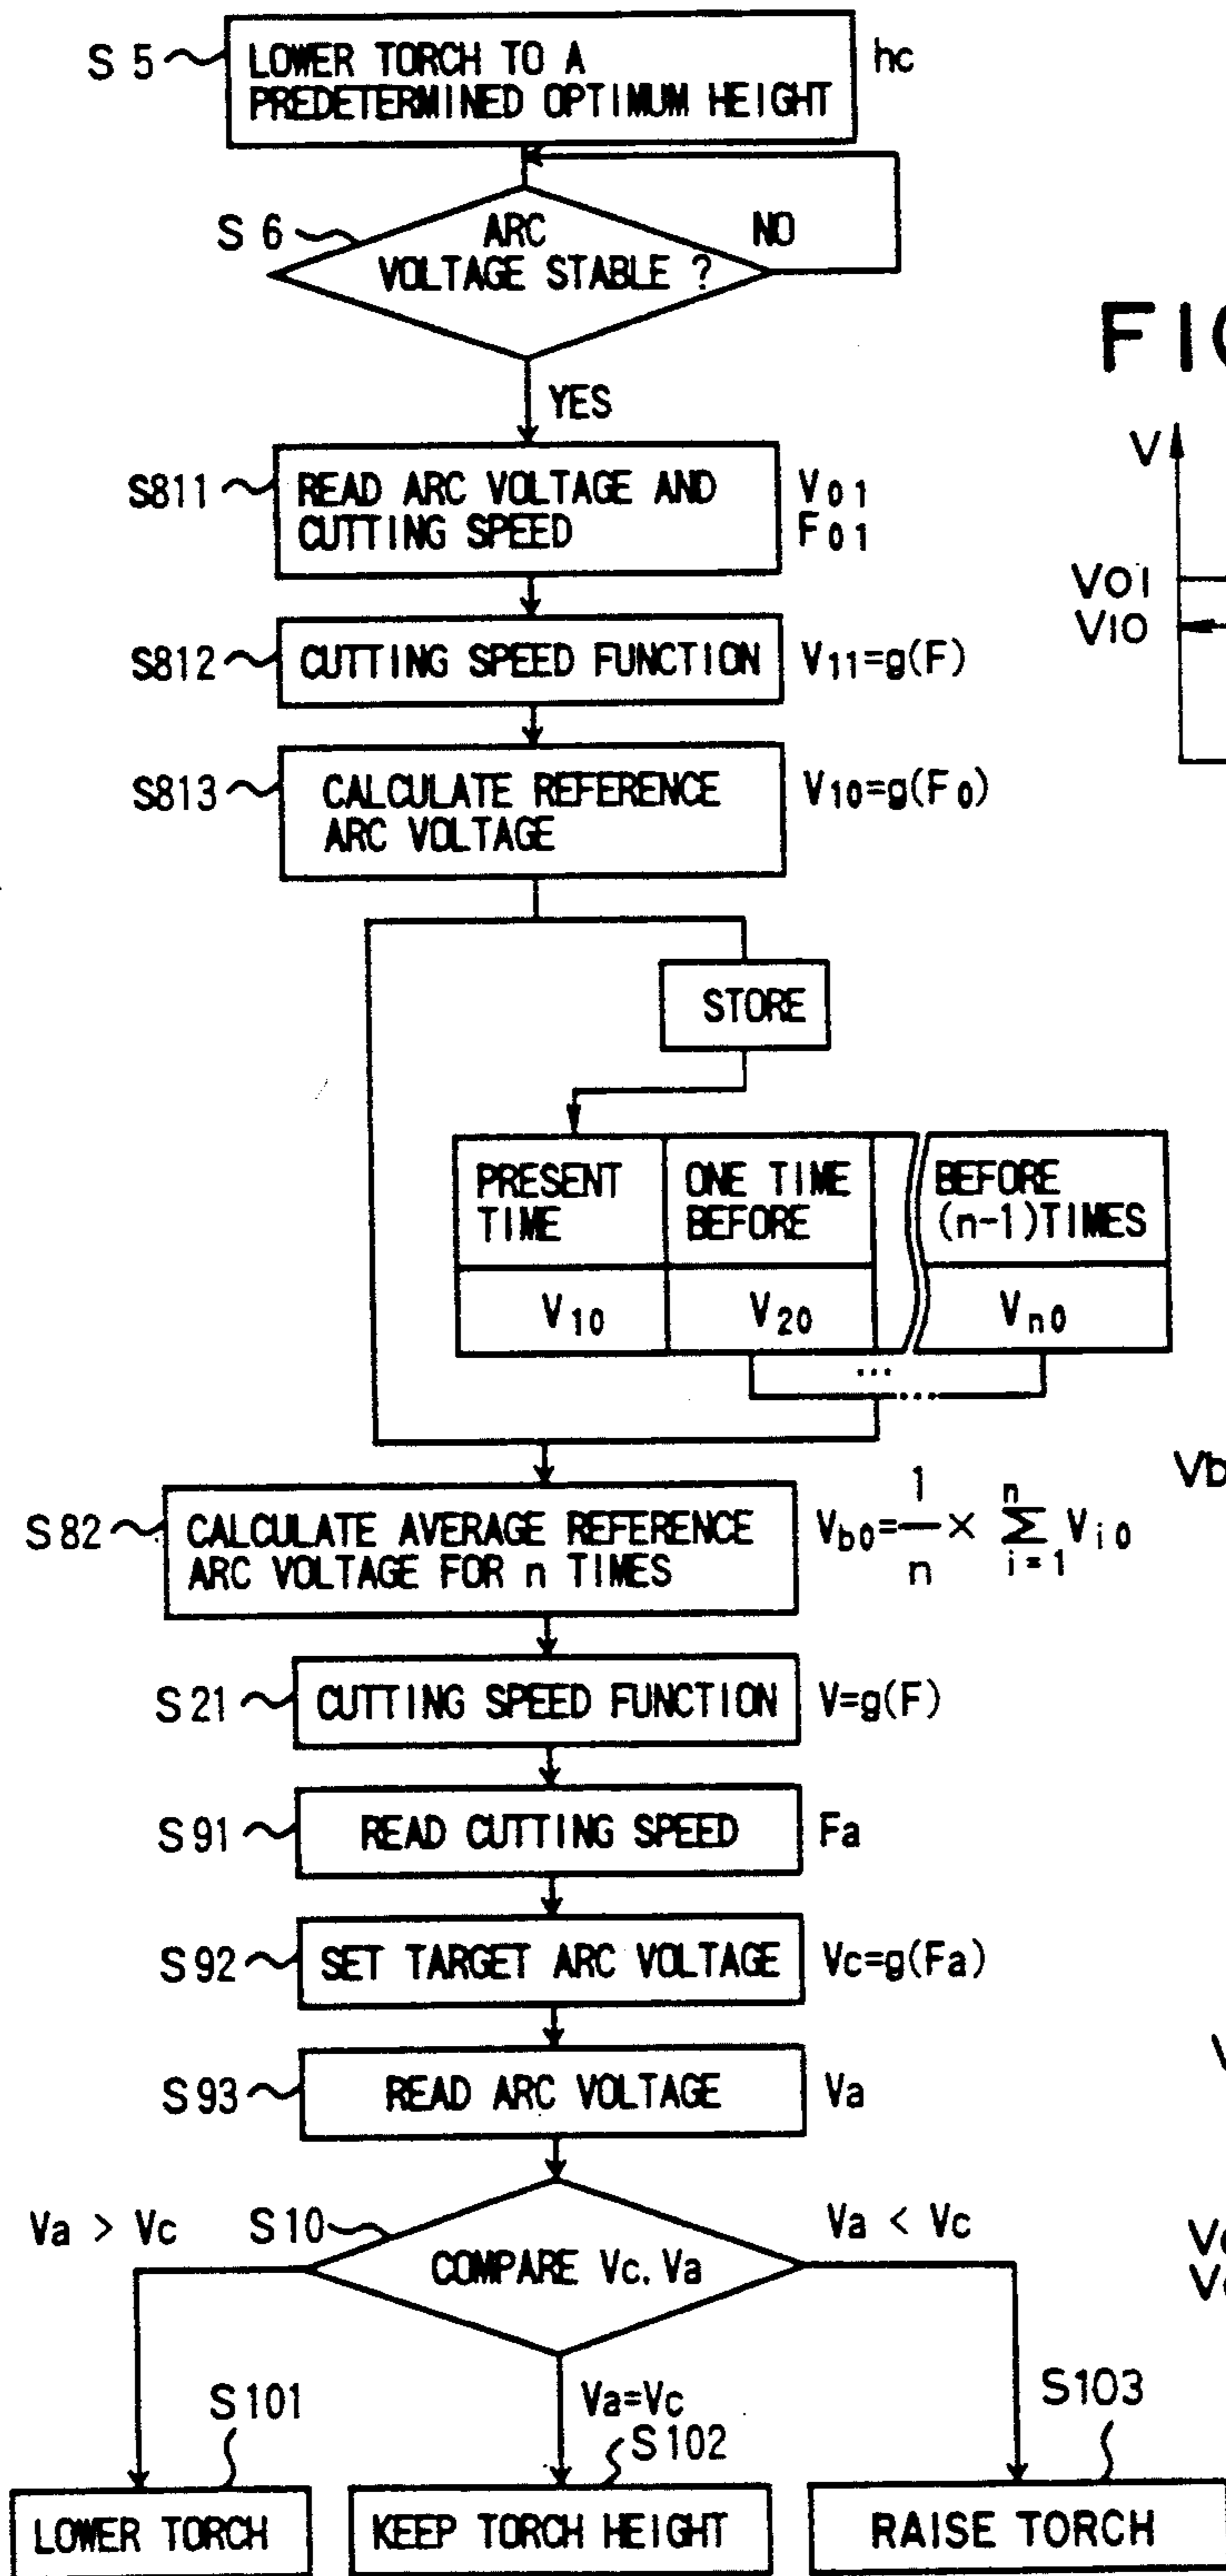 S5 LOWER TORCH TO A PREDETERMINED OPTIMUM HEIGHT hc
S6 ARC VOLTAGE STABLE ?
NO
YES
FIG
V
V01
V10
S811 READ ARC VOLTAGE AND CUTTING SPEED
V01
F01
S812 CUTTING SPEED FUNCTION V11=g(F)
S813 CALCULATE REFERENCE ARC VOLTAGE V10=g(F0)
STORE
PRESENT TIME
ONE TIME BEFORE
BEFORE (n-1)TIMES
V10
V20
Vn0
...
Vb
S82 CALCULATE AVERAGE REFERENCE ARC VOLTAGE FOR n TIMES Vb0=1/n × Σ i=1 n Vi0
S21 CUTTING SPEED FUNCTION V=g(F)
S91 READ CUTTING SPEED Fa
S92 SET TARGET ARC VOLTAGE Vc=g(Fa)
S93 READ ARC VOLTAGE Va
Va > Vc
S10 COMPARE Vc. Va
Va < Vc
Va=Vc
S101
S102
S103
LOWER TORCH
KEEP TORCH HEIGHT
RAISE TORCH